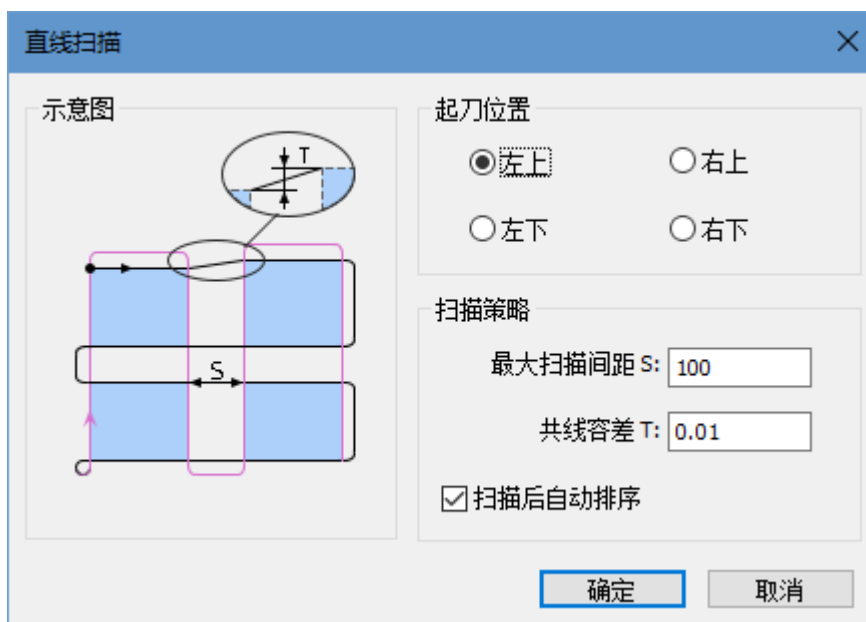 直线扫描
示意图
T
S
起刀位置
左上
右上
左下
右下
扫描策略
最大扫描间距 S: 100
共线容差 T: 0.01
扫描后自动排序
确定
取消